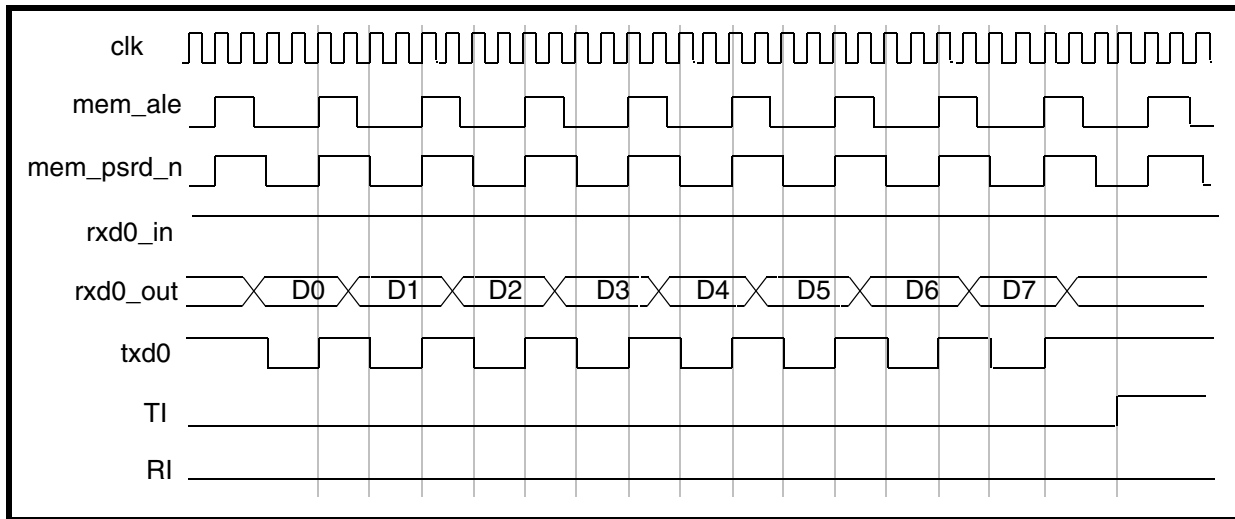 clk
mem_ale
mem_psrd_n
rxd0_in
rxd0_out D0 D1 D2 D3 D4 D5 D6 D7
txd0
TI
RI